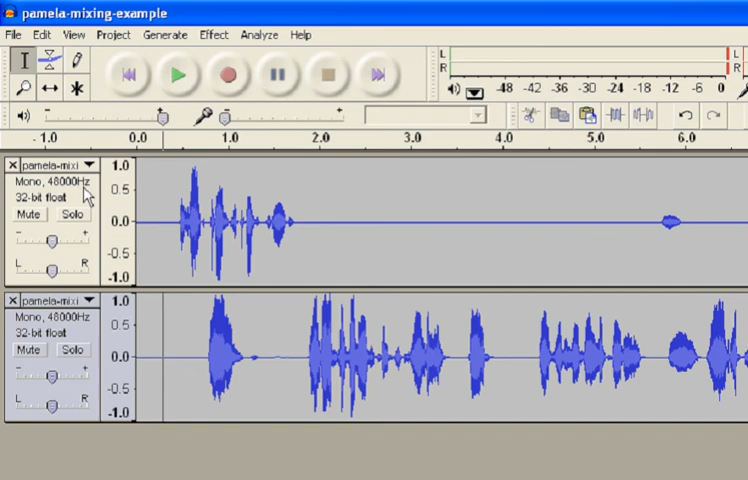 pamela-mixing-example
File Edit View Project Generate Effect Analyze Help
L
R
-48 -42 -36 -30 -24 -18 -12 -6 0
L
R
- +
- +
-1.0 0.0 1.0 2.0 3.0 4.0 5.0 6.0
X pamela-mixi
Mono, 48000Hz
32-bit float
Mute Solo
- +
L R
1.0
0.5
0.0
-0.5
-1.0
X pamela-mixi
Mono, 48000Hz
32-bit float
Mute Solo
- +
L R
1.0
0.5
0.0
-0.5
-1.0